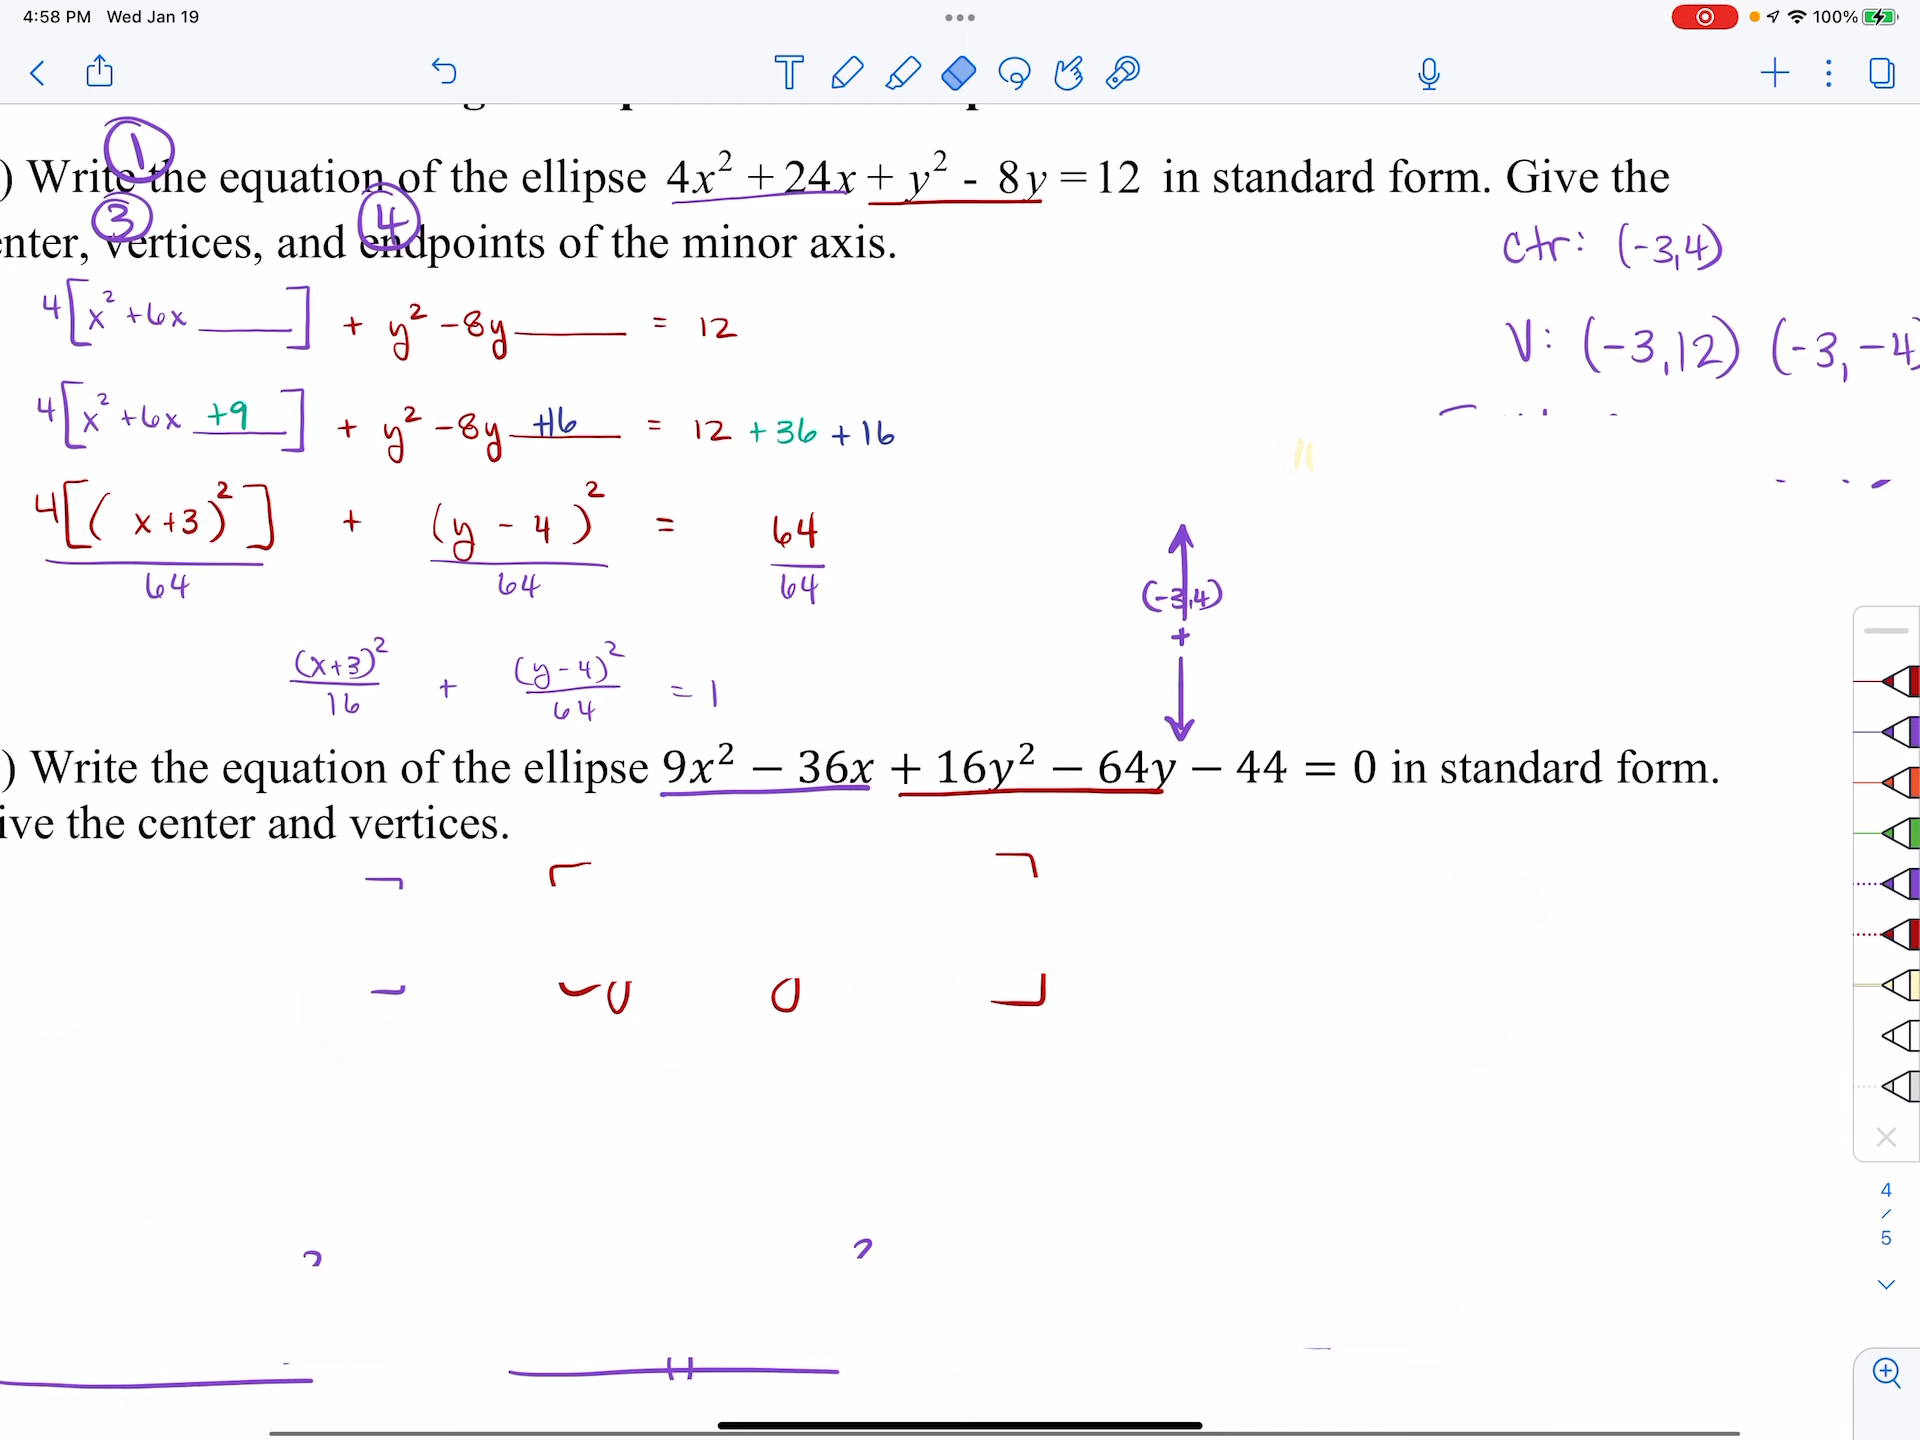 4:58 PM Wed Jan 19
100%
①
) Write the equation of the ellipse 4x² + 24x + y² - 8y = 12 in standard form. Give the
③ ④
enter, vertices, and endpoints of the minor axis.
ctr: (-3,4)
4[x² +6x ____] + y² -8y ____ = 12
V: (-3,12) (-3,-4)
4[x² +6x +9] + y² -8y +16 = 12 +36 +16
4[(x+3)²] + (y - 4)² = 64
64 64 64
(-3,4)
+
(x+3)²/16 + (y-4)²/64 = 1
) Write the equation of the ellipse 9x² − 36x + 16y² − 64y − 44 = 0 in standard form.
ive the center and vertices.
4
/
5